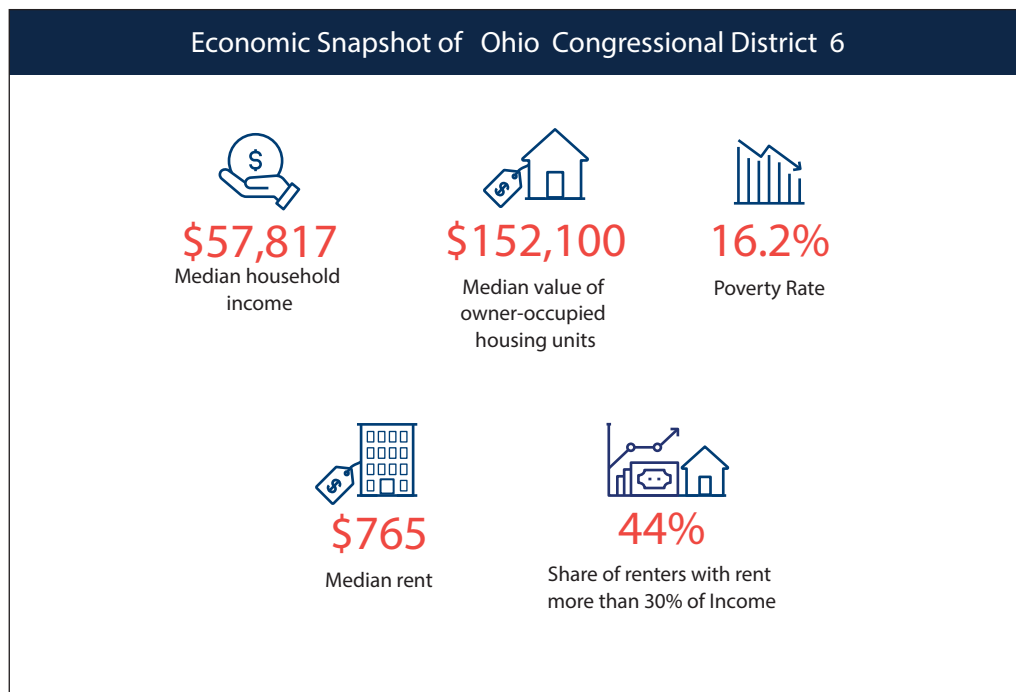 Economic Snapshot of Ohio Congressional District 6
$
$
$57,817
$152,100
16.2%
Median household
income
Median value of
owner-occupied
housing units
Poverty Rate
$
$765
44%
Median rent
Share of renters with rent
more than 30% of Income